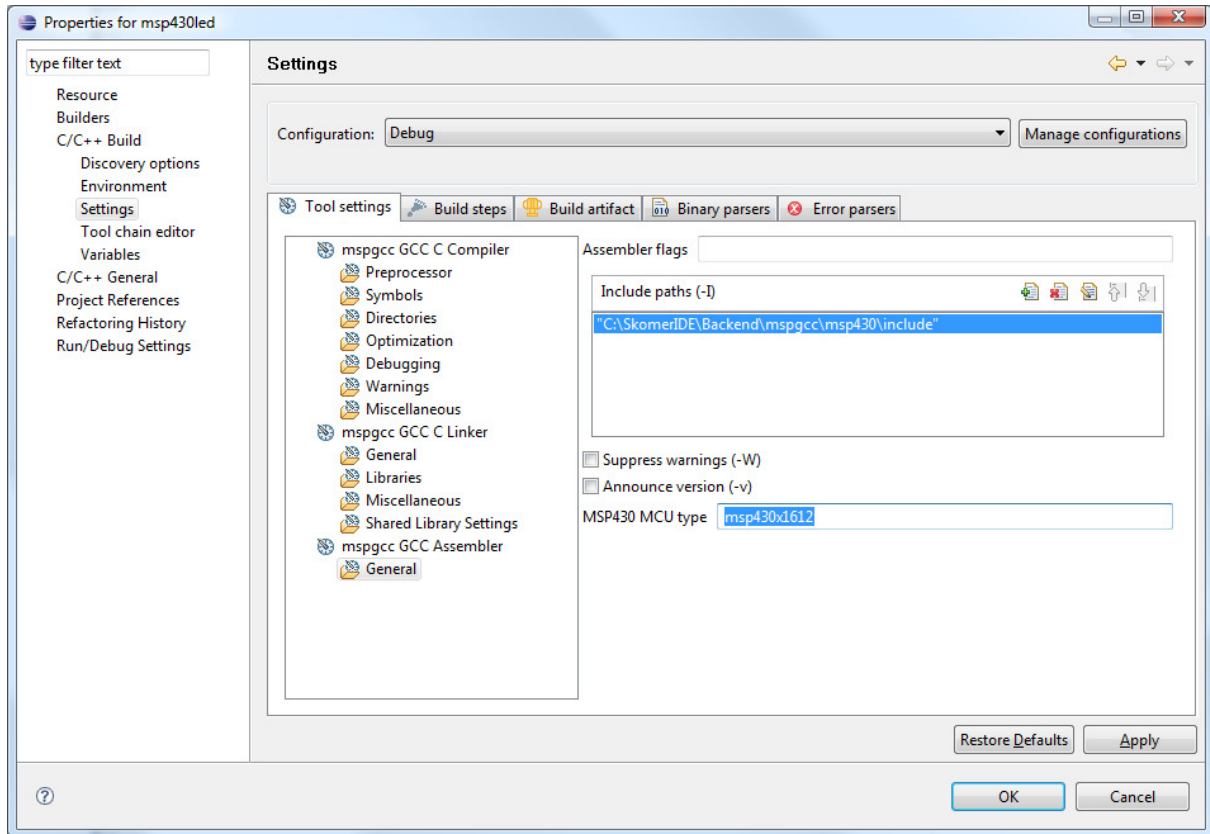 Properties for msp430led
type filter text
Resource
Builders
C/C++ Build
Discovery options
Environment
Settings
Tool chain editor
Variables
C/C++ General
Project References
Refactoring History
Run/Debug Settings
Settings
Configuration: Debug Manage configurations
Tool settings Build steps Build artifact Binary parsers Error parsers
mspgcc GCC C Compiler
Preprocessor
Symbols
Directories
Optimization
Debugging
Warnings
Miscellaneous
mspgcc GCC C Linker
General
Libraries
Miscellaneous
Shared Library Settings
mspgcc GCC Assembler
General
Assembler flags
Include paths (-I)
"C:\SkomerIDE\Backend\mspgcc\msp430\include"
Suppress warnings (-W)
Announce version (-v)
MSP430 MCU type msp430x1612
Restore Defaults Apply
OK Cancel